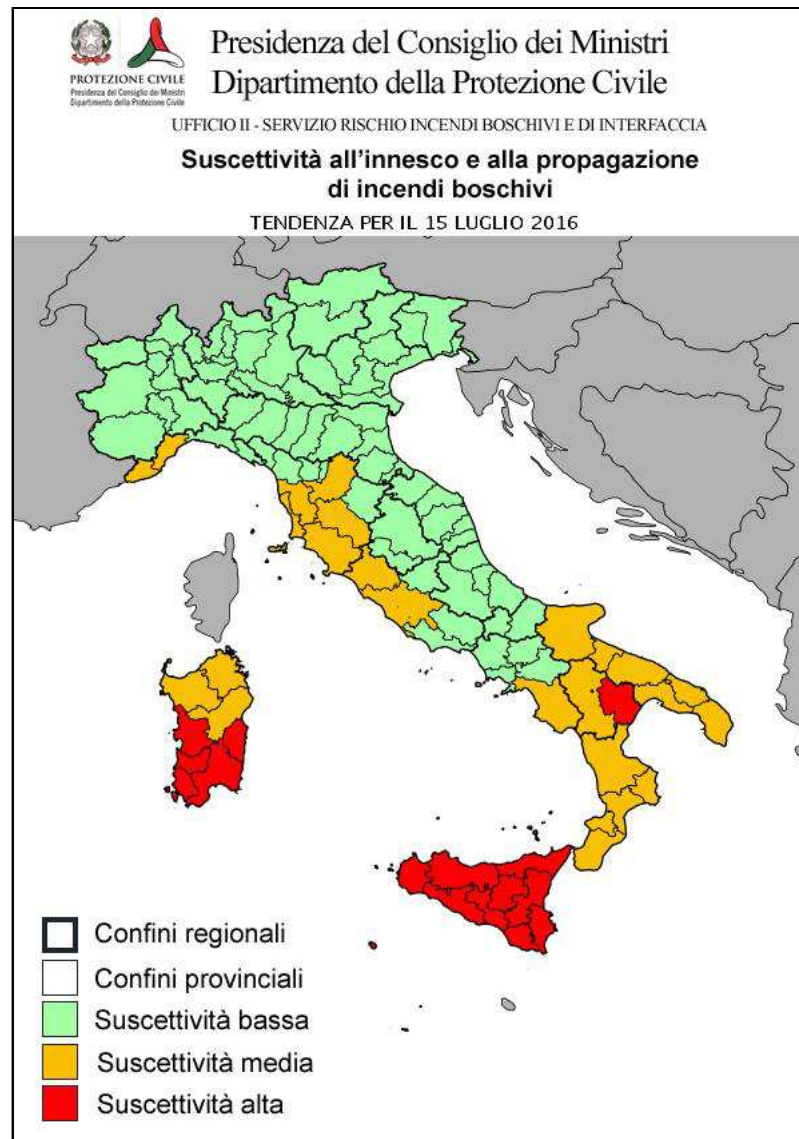 PROTEZIONE CIVILE
Presidenza del Consiglio dei Ministri
Dipartimento della Protezione Civile
Presidenza del Consiglio dei Ministri
Dipartimento della Protezione Civile
UFFICIO II - SERVIZIO RISCHIO INCENDI BOSCHIVI E DI INTERFACCIA
Suscettività all'innesco e alla propagazione
di incendi boschivi
TENDENZA PER IL 15 LUGLIO 2016
Confini regionali
Confini provinciali
Suscettività bassa
Suscettività media
Suscettività alta